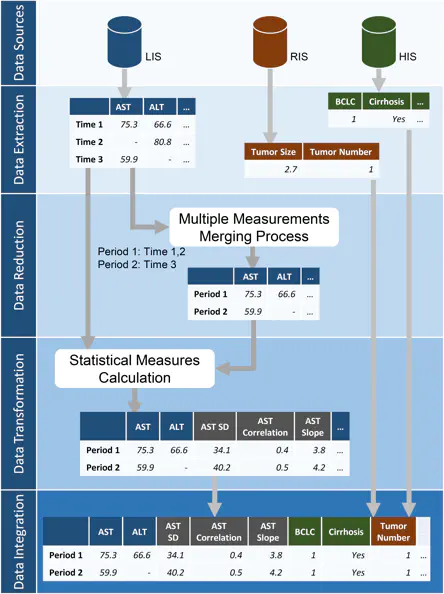 Data Sources
LIS
RIS
HIS
Data Extraction
AST ALT ...
Time 1 75.3 66.6 ...
Time 2 - 80.8 ...
Time 3 59.9 - ...
BCLC Cirrhosis ...
1 Yes ...
Tumor Size Tumor Number
2.7 1
Data Reduction
Multiple Measurements
Merging Process
Period 1: Time 1,2
Period 2: Time 3
AST ALT ...
Period 1 75.3 66.6 ...
Period 2 59.9 - ...
Data Transformation
Statistical Measures
Calculation
AST ALT AST SD AST Correlation AST Slope ...
Period 1 75.3 66.6 34.1 0.4 3.8 ...
Period 2 59.9 - 40.2 0.5 4.2 ...
Data Integration
AST ALT AST SD AST Correlation AST Slope BCLC Cirrhosis Tumor Number ...
Period 1 75.3 66.6 34.1 0.4 3.8 1 Yes 1 ...
Period 2 59.9 - 40.2 0.5 4.2 1 Yes 1 ...